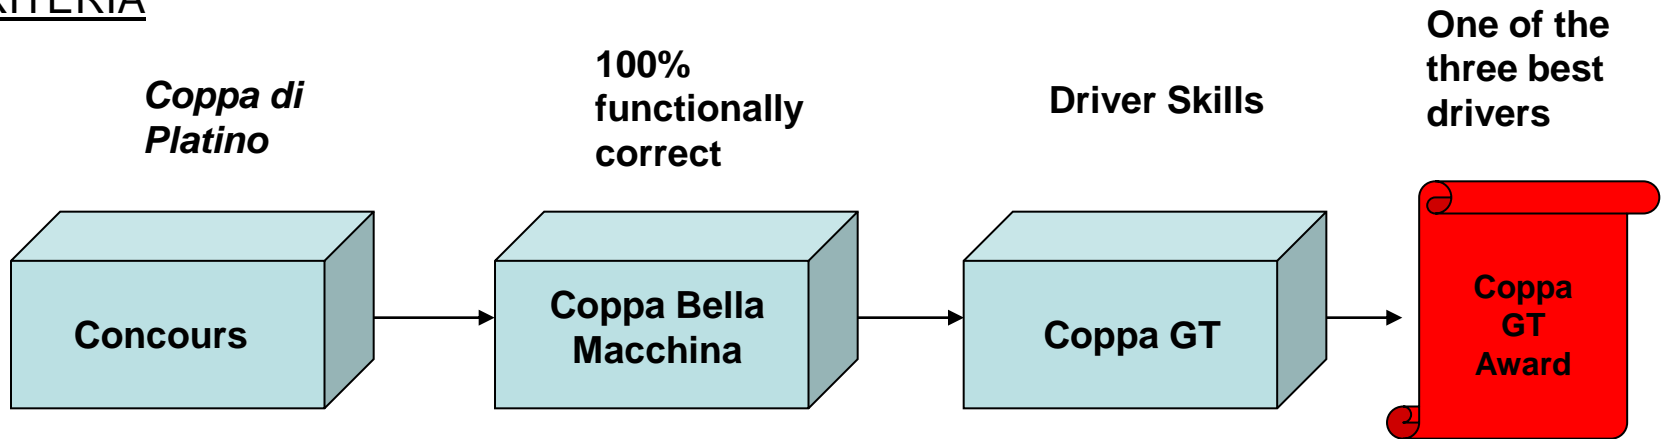 RITERIA
Coppa di
Platino
100%
functionally
correct
Driver Skills
One of the
three best
drivers
Concours
Coppa Bella
Macchina
Coppa GT
Coppa
GT
Award